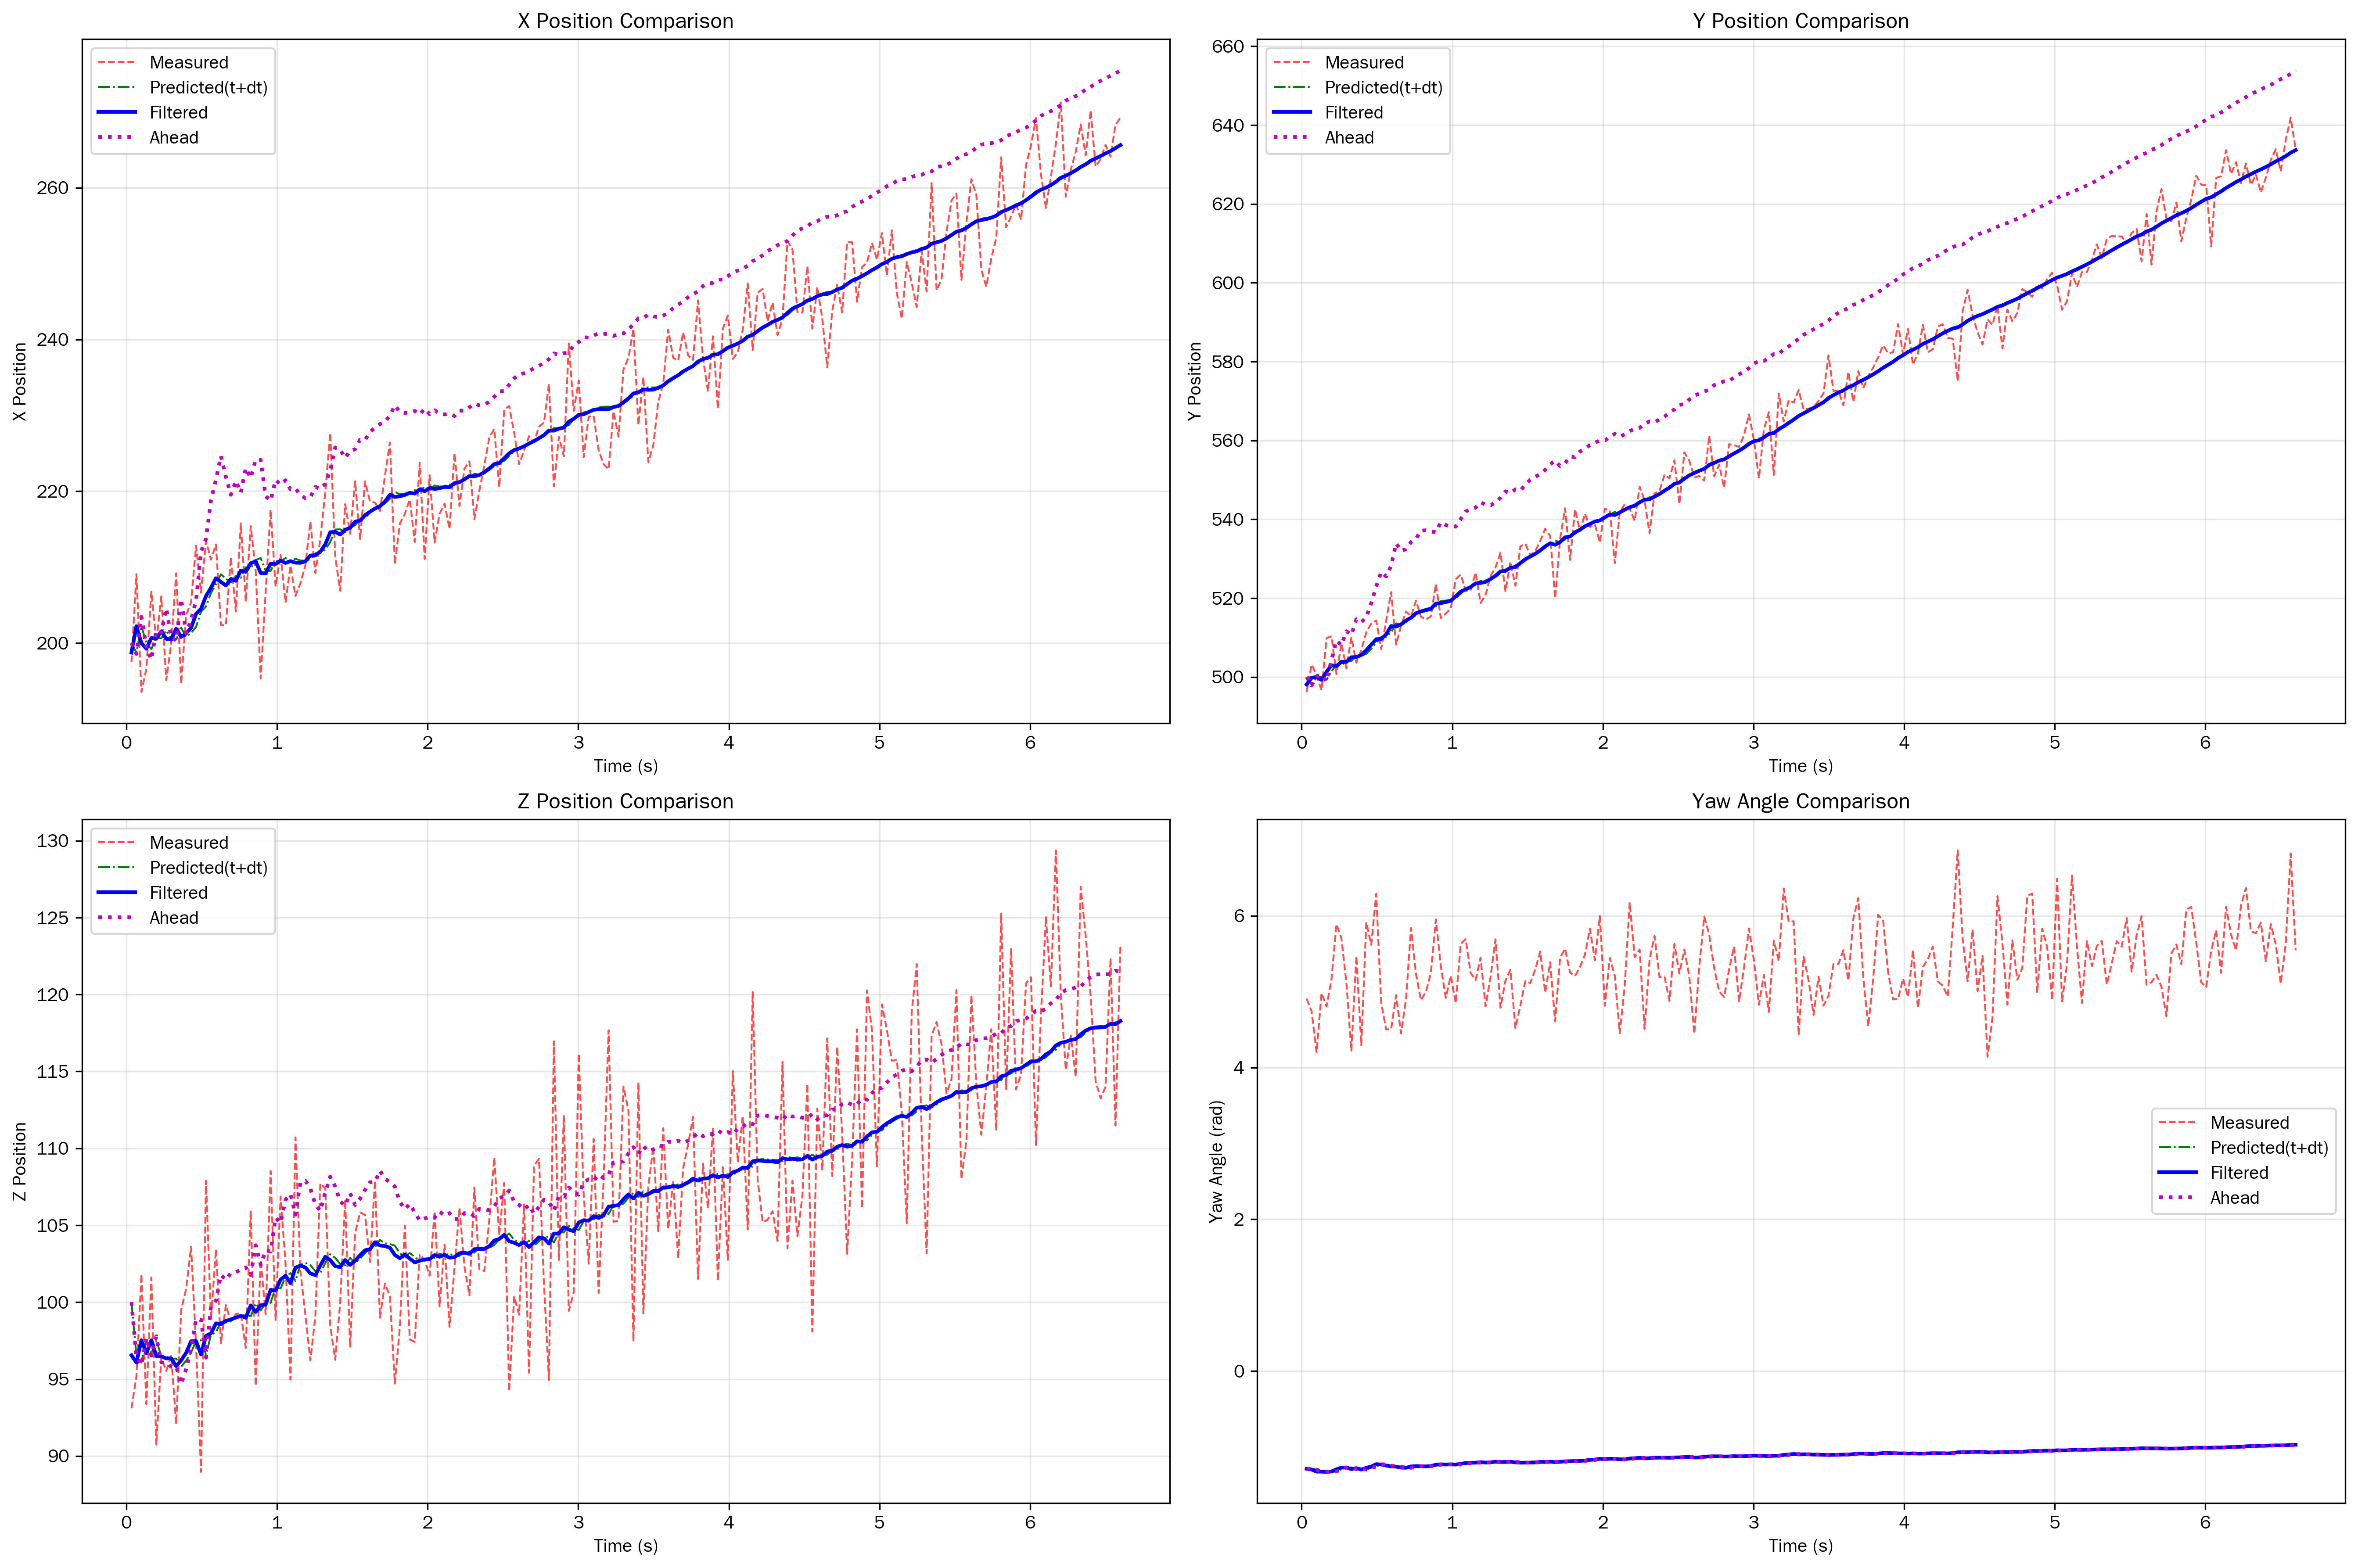 X Position Comparison
Measured
Predicted(t+dt)
Filtered
Ahead
X Position
260
240
220
200
0 1 2 3 4 5 6
Time (s)
Y Position Comparison
Measured
Predicted(t+dt)
Filtered
Ahead
Y Position
660
640
620
600
580
560
540
520
500
0 1 2 3 4 5 6
Time (s)
Z Position Comparison
Measured
Predicted(t+dt)
Filtered
Ahead
Z Position
130
125
120
115
110
105
100
95
90
0 1 2 3 4 5 6
Time (s)
Yaw Angle Comparison
Measured
Predicted(t+dt)
Filtered
Ahead
Yaw Angle (rad)
6
4
2
0
0 1 2 3 4 5 6
Time (s)